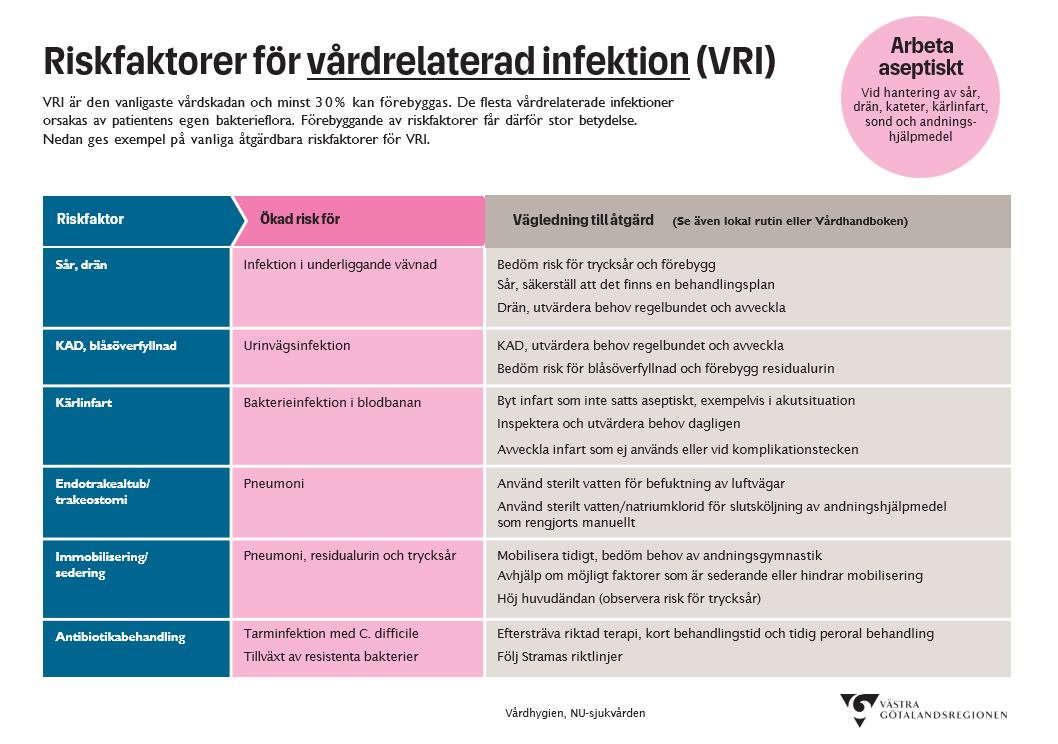 Riskfaktorer för vårdrelaterad infektion (VRI)
VRI är den vanligaste vårdskadan och minst 30% kan förebyggas. De flesta vårdrelaterade infektioner
orsakas av patientens egen bakterieflora. Förebyggande av riskfaktorer får därför stor betydelse.
Nedan ges exempel på vanliga åtgärdbara riskfaktorer för VRI.
Arbeta
aseptiskt
Vid hantering av sår,
drän, kateter, kärlinfart,
sond och andnings-
hjälpmedel
Riskfaktor
Ökad risk för
Vägledning till åtgärd (Se även lokal rutin eller Vårdhandboken)
Sår, drän
Infektion i underliggande vävnad
Bedöm risk för trycksår och förebygg
Sår, säkerställ att det finns en behandlingsplan
Drän, utvärdera behov regelbundet och avveckla
KAD, blåsöverfyllnad
Urinvägsinfektion
KAD, utvärdera behov regelbundet och avveckla
Bedöm risk för blåsöverfyllnad och förebygg residualurin
Kärlinfart
Bakterieinfektion i blodbanan
Byt infart som inte satts aseptiskt, exempelvis i akutsituation
Inspektera och utvärdera behov dagligen
Avveckla infart som ej används eller vid komplikationstecken
Endotrakealtub/
trakeostomi
Pneumoni
Använd sterilt vatten för befuktning av luftvägar
Använd sterilt vatten/natriumklorid för slutsköljning av andningshjälpmedel
som rengjorts manuellt
Immobilisering/
sedering
Pneumoni, residualurin och trycksår
Mobilisera tidigt, bedöm behov av andningsgymnastik
Avhjälp om möjligt faktorer som är sederande eller hindrar mobilisering
Höj huvudändan (observera risk för trycksår)
Antibiotikabehandling
Tarminfektion med C. difficile
Tillväxt av resistenta bakterier
Eftersträva riktad terapi, kort behandlingstid och tidig peroral behandling
Följ Stramas riktlinjer
Vårdhygien, NU-sjukvården
VÄSTRA
GÖTALANDSREGIONEN